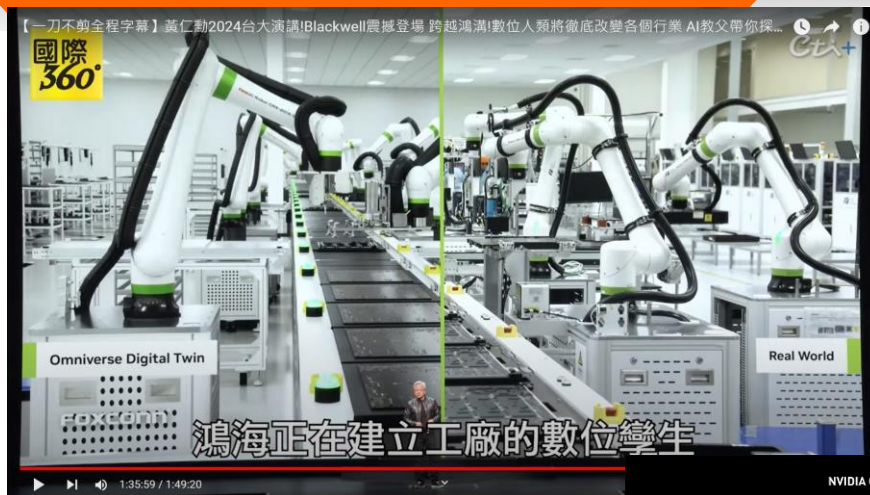 【一刀不剪全程字幕】黃仁勳2024台大演講!Blackwell震撼登場 跨越鴻溝!數位人類將徹底改變各個行業 AI教父帶你探...
國際
360°
CTi+
Omniverse Digital Twin
Real World
FOXCONN
鴻海正在建立工廠的數位孿生
1:35:59 / 1:49:20
NVIDIA